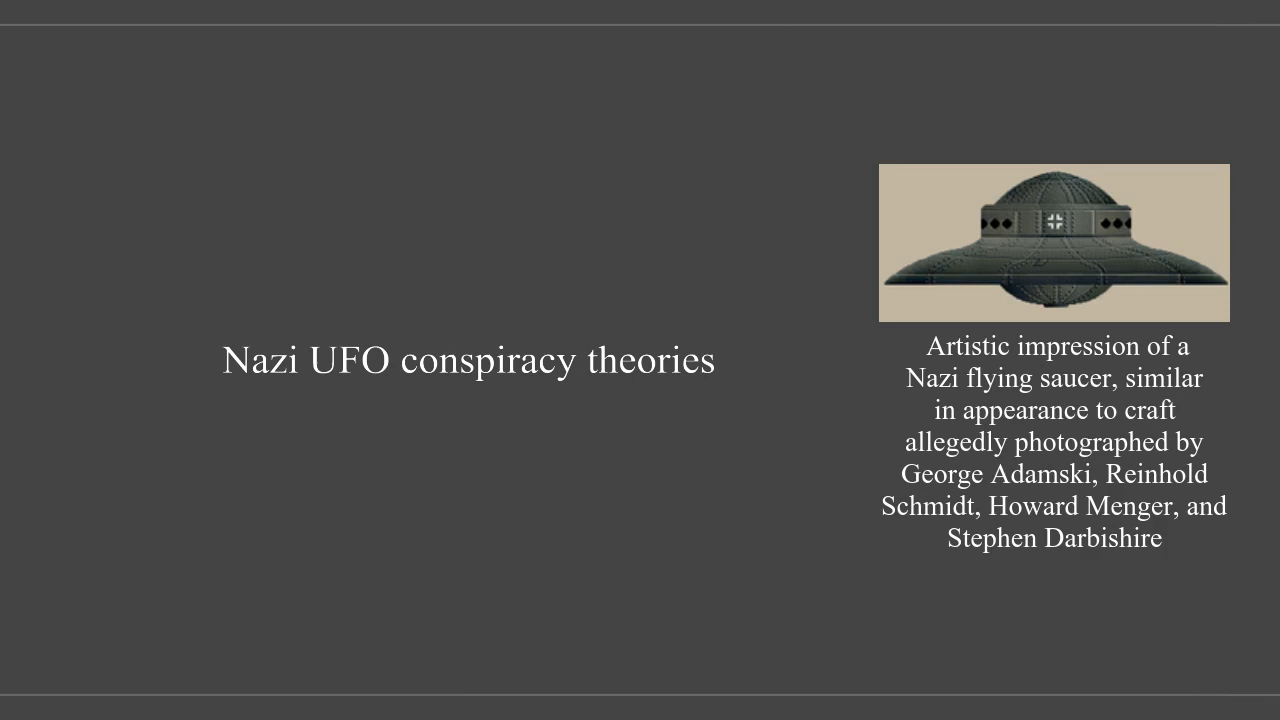 Nazi UFO conspiracy theories
Artistic impression of a
Nazi flying saucer, similar
in appearance to craft
allegedly photographed by
George Adamski, Reinhold
Schmidt, Howard Menger, and
Stephen Darbishire